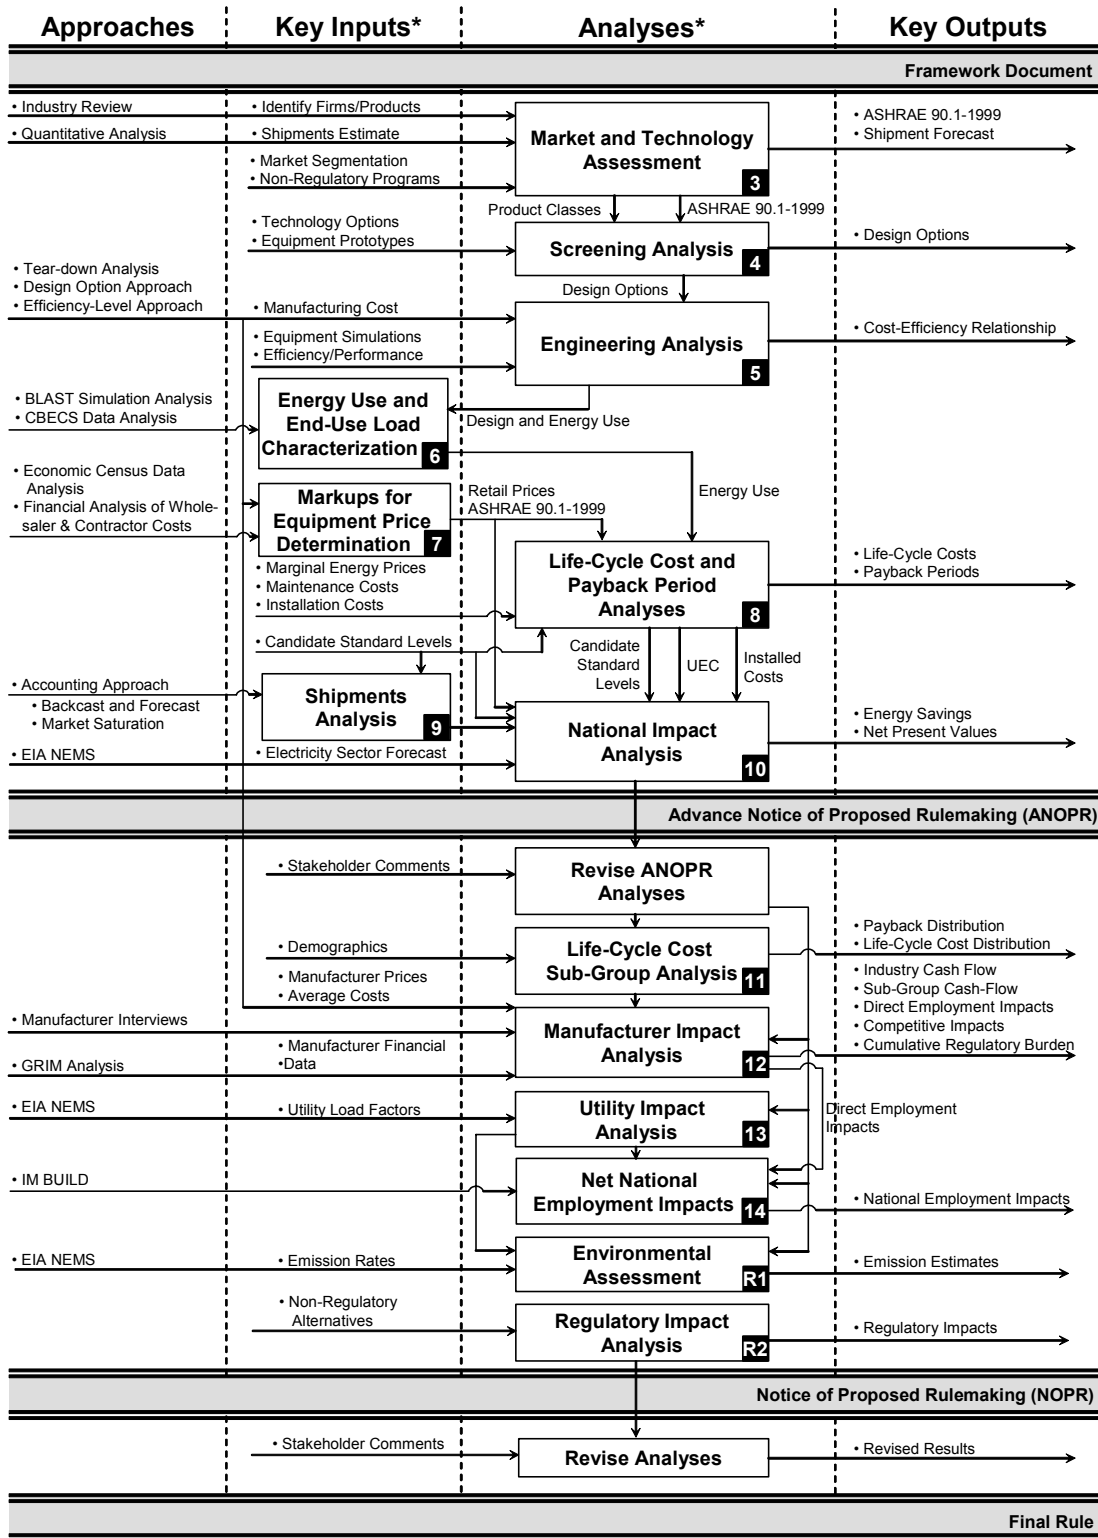 Approaches
Key Inputs*
Analyses*
Key Outputs
Framework Document
• Industry Review
• Identify Firms/Products
• Quantitative Analysis
• Shipments Estimate
• Market Segmentation
• Non-Regulatory Programs
Market and Technology
Assessment
3
• ASHRAE 90.1-1999
• Shipment Forecast
Product Classes
ASHRAE 90.1-1999
• Technology Options
• Equipment Prototypes
Screening Analysis
4
• Design Options
• Tear-down Analysis
• Design Option Approach
• Efficiency-Level Approach
Design Options
• Manufacturing Cost
• Equipment Simulations
• Efficiency/Performance
Engineering Analysis
5
• Cost-Efficiency Relationship
• BLAST Simulation Analysis
• CBECS Data Analysis
Energy Use and
End-Use Load
Characterization
6
Design and Energy Use
• Economic Census Data
Analysis
• Financial Analysis of Whole-
saler & Contractor Costs
Markups for
Equipment Price
Determination
7
Retail Prices
ASHRAE 90.1-1999
Energy Use
• Marginal Energy Prices
• Maintenance Costs
• Installation Costs
Life-Cycle Cost and
Payback Period
Analyses
8
• Life-Cycle Costs
• Payback Periods
• Candidate Standard Levels
Candidate
Standard
Levels
UEC
Installed
Costs
• Accounting Approach
• Backcast and Forecast
• Market Saturation
Shipments
Analysis
9
• EIA NEMS
• Electricity Sector Forecast
National Impact
Analysis
10
• Energy Savings
• Net Present Values
Advance Notice of Proposed Rulemaking (ANOPR)
• Stakeholder Comments
Revise ANOPR
Analyses
• Demographics
Life-Cycle Cost
Sub-Group Analysis
11
• Payback Distribution
• Life-Cycle Cost Distribution
• Manufacturer Prices
• Average Costs
• Industry Cash Flow
• Sub-Group Cash-Flow
• Direct Employment Impacts
• Competitive Impacts
• Cumulative Regulatory Burden
• Manufacturer Interviews
• Manufacturer Financial
•Data
• GRIM Analysis
Manufacturer Impact
Analysis
12
• EIA NEMS
• Utility Load Factors
Utility Impact
Analysis
13
Direct Employment
Impacts
• IM BUILD
Net National
Employment Impacts
14
• National Employment Impacts
• EIA NEMS
• Emission Rates
Environmental
Assessment
R1
• Emission Estimates
• Non-Regulatory
Alternatives
Regulatory Impact
Analysis
R2
• Regulatory Impacts
Notice of Proposed Rulemaking (NOPR)
• Stakeholder Comments
Revise Analyses
• Revised Results
Final Rule